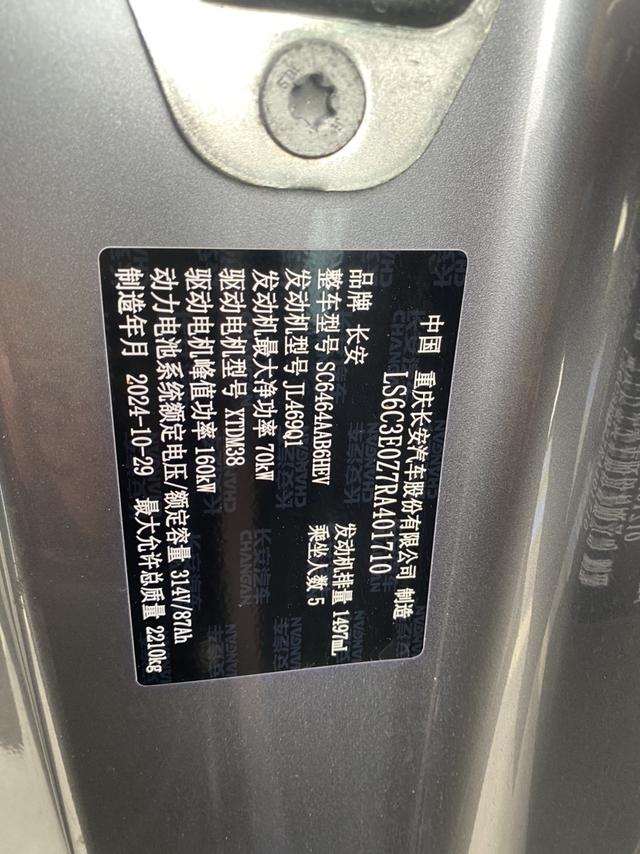 中国 重庆长安汽车股份有限公司 制造
LS6C3E0Z7RA401710
品牌 长安
整车型号 SC6464AAB6HEV 发动机排量 1497mL
发动机型号 JL469Q1 乘坐人数 5
发动机最大净功率 70kW
驱动电机型号 XTDM38
驱动电机峰值功率 160kW
动力电池系统额定电压/额定容量 314V/87Ah
制造年月 2024-10-29 最大允许总质量 2210kg
长安汽车
CHANGAN